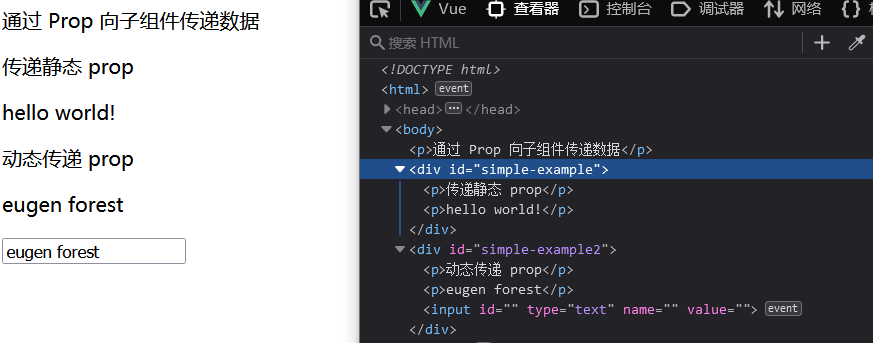 通过 Prop 向子组件传递数据
传递静态 prop
hello world!
动态传递 prop
eugen forest
eugen forest
Vue 查看器 控制台 调试器 网络
搜索 HTML
<!DOCTYPE html>
<html> event
<head> ••• </head>
<body>
<p>通过 Prop 向子组件传递数据</p>
<div id="simple-example">
<p>传递静态 prop</p>
<p>hello world!</p>
</div>
<div id="simple-example2">
<p>动态传递 prop</p>
<p>eugen forest</p>
<input id="" type="text" name="" value=""> event
</div>